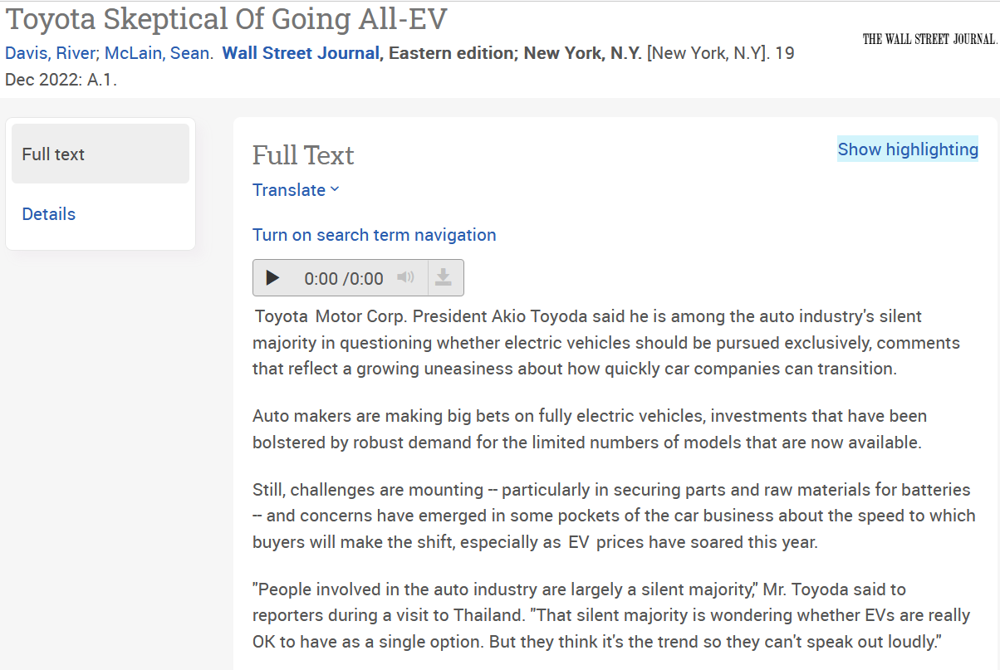 Toyota Skeptical Of Going All-EV
THE WALL STREET JOURNAL.
Davis, River; McLain, Sean. Wall Street Journal, Eastern edition; New York, N.Y. [New York, N.Y]. 19
Dec 2022: A.1.
Full text
Details
Full Text
Show highlighting
Translate
Turn on search term navigation
0:00 /0:00
Toyota Motor Corp. President Akio Toyoda said he is among the auto industry's silent
majority in questioning whether electric vehicles should be pursued exclusively, comments
that reflect a growing uneasiness about how quickly car companies can transition.
Auto makers are making big bets on fully electric vehicles, investments that have been
bolstered by robust demand for the limited numbers of models that are now available.
Still, challenges are mounting -- particularly in securing parts and raw materials for batteries
-- and concerns have emerged in some pockets of the car business about the speed to which
buyers will make the shift, especially as EV prices have soared this year.
"People involved in the auto industry are largely a silent majority," Mr. Toyoda said to
reporters during a visit to Thailand. "That silent majority is wondering whether EVs are really
OK to have as a single option. But they think it's the trend so they can't speak out loudly."